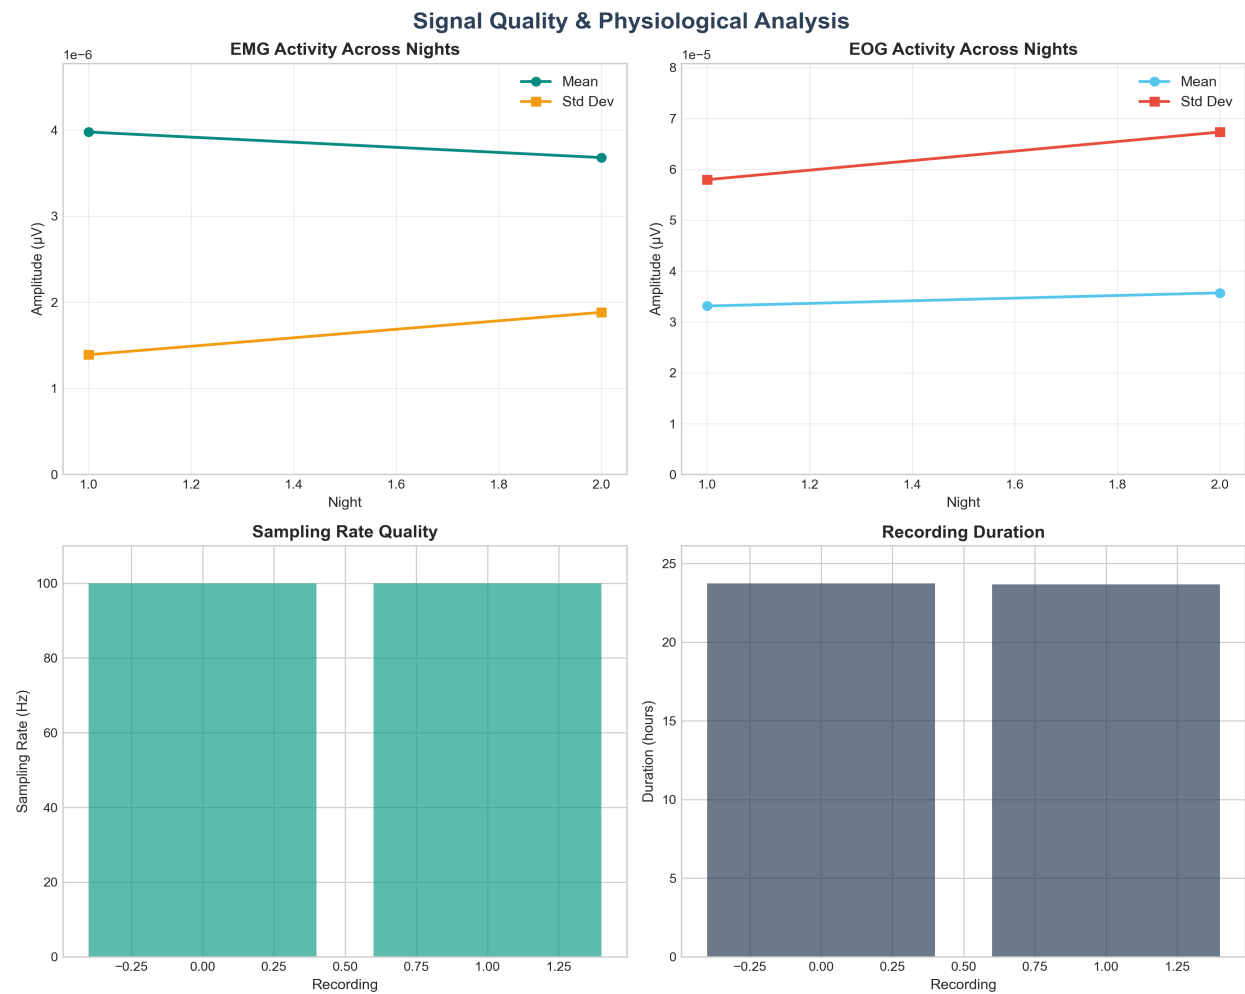 Signal Quality & Physiological Analysis
EMG Activity Across Nights
1e−6
Mean
Std Dev
4
3
2
1
0
Amplitude (μV)
1.0 1.2 1.4 1.6 1.8 2.0
Night
EOG Activity Across Nights
1e−5
Mean
Std Dev
8
7
6
5
4
3
2
1
0
Amplitude (μV)
1.0 1.2 1.4 1.6 1.8 2.0
Night
Sampling Rate Quality
100
80
60
40
20
0
Sampling Rate (Hz)
−0.25 0.00 0.25 0.50 0.75 1.00 1.25
Recording
Recording Duration
25
20
15
10
5
0
Duration (hours)
−0.25 0.00 0.25 0.50 0.75 1.00 1.25
Recording